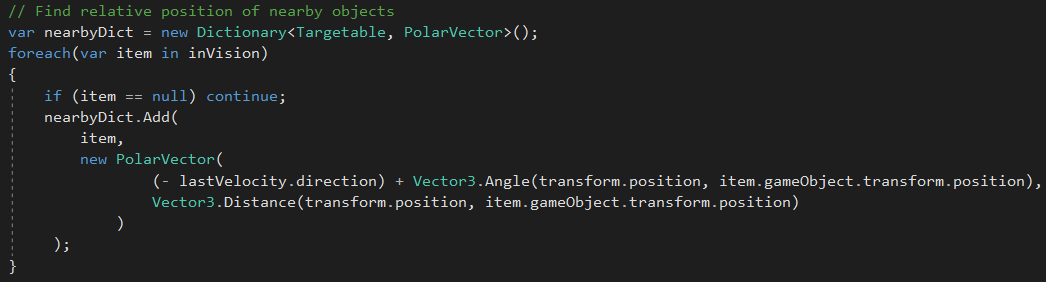 // Find relative position of nearby objects
var nearbyDict = new Dictionary<Targetable, PolarVector>();
foreach(var item in inVision)
{
    if (item == null) continue;
    nearbyDict.Add(
        item,
        new PolarVector(
                (- lastVelocity.direction) + Vector3.Angle(transform.position, item.gameObject.transform.position),
                Vector3.Distance(transform.position, item.gameObject.transform.position)
            )
     );
}